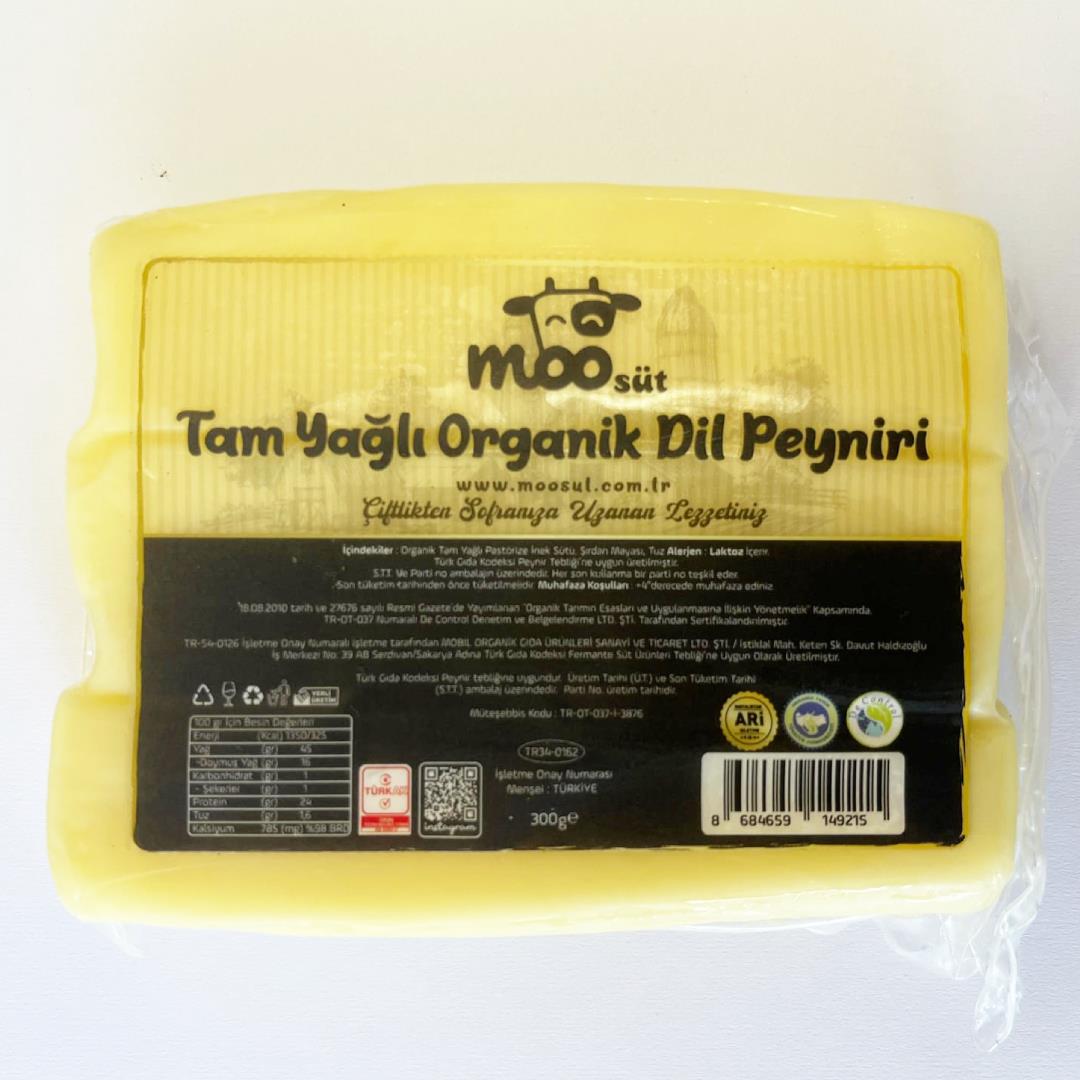 moo süt
Tam Yağlı Organik Dil Peyniri
www.moosut.com.tr
Çiftlikten Sofranıza Uzanan Lezzetiniz
İçindekiler : Organik Tam Yağlı Pastörize İnek Sütü, Şirdan Mayası, Tuz Alerjen : Laktoz İçerir.
Türk Gıda Kodeksi Peynir Tebliği'ne uygun üretilmiştir.
S.T.T. Ve Parti no ambalajın üzerindedir. Her son kullanma bir parti no teşkil eder.
Son tüketim tarihinden önce tüketilmelidir. Muhafaza Koşulları : +4°derecede muhafaza ediniz.
"18.08.2010 tarih ve 27676 sayılı Resmi Gazete'de Yayımlanan "Organik Tarımın Esasları ve Uygulanmasına İlişkin Yönetmelik" Kapsamında.
TR-OT-037 Numaralı De Control Denetim ve Belgelendirme LTD. ŞTİ. Tarafından Sertifikalandırılmıştır.
TR-54-0126 İşletme Onay Numaralı işletme tarafından MOBİL ORGANİK GIDA ÜRÜNLERİ SANAYİ VE TİCARET LTD. ŞTİ. / İstiklal Mah. Keten Sk. Davut Haldızoğlu
İş Merkezi No: 39 AB Serdivan/Sakarya Adına Türk Gıda Kodeksi Fermante Süt Ürünleri Tebliği'ne Uygun Olarak Üretilmiştir.
Türk Gıda Kodeksi Peynir tebliğine uygundur. Üretim Tarihi (Ü.T.) ve Son Tüketim Tarihi
(S.T.T.) ambalaj üzerindedir. Parti No. üretim tarihidir.
Müteşebbis Kodu : TR-OT-037-İ-3876
YERLİ ÜRETİM
100 gr İçin Besin Değerleri
Enerji (Kcal) 1350/325
Yağ (gr) 45
-Doymuş Yağ (gr) 16
Karbonhidrat (gr) 1
- Şekerler (gr) 1
Protein (gr) 24
Tuz (gr) 1,6
Kalsiyum 785 (mg) %98 BRD
TÜRKAK
instagram
TR34-0162
İşletme Onay Numarası
Menşei : TÜRKİYE
300g℮
ARİ
De Control
8 684659 149215